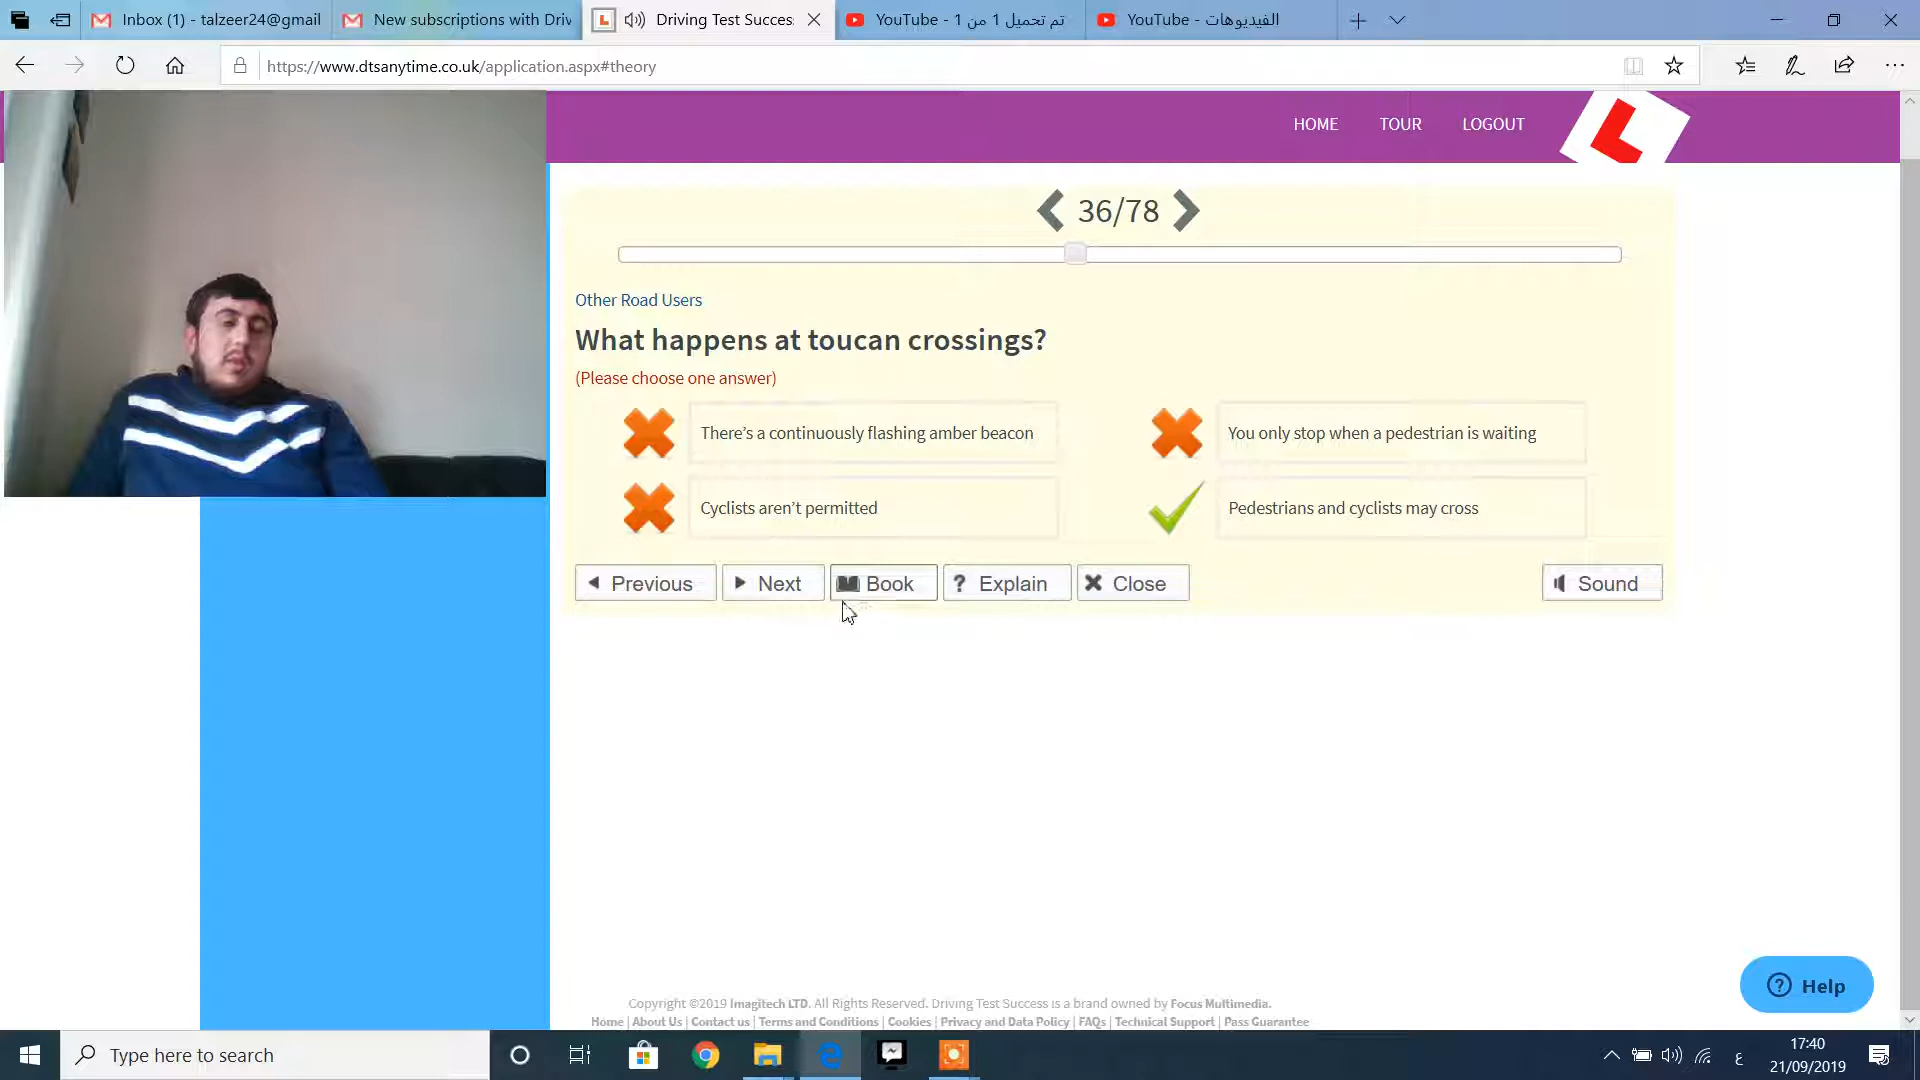 Inbox (1) - talzeer24@gmail
New subscriptions with Driv
Driving Test Succes
YouTube - تم تحميل 1 من 1
YouTube - الفيديوهات
https://www.dtsanytime.co.uk/application.aspx#theory
HOME
TOUR
LOGOUT
L
36/78
Other Road Users
What happens at toucan crossings?
(Please choose one answer)
There's a continuously flashing amber beacon
You only stop when a pedestrian is waiting
Cyclists aren't permitted
Pedestrians and cyclists may cross
Previous
Next
Book
? Explain
Close
Sound
? Help
Copyright ©2019 Imagitech LTD. All Rights Reserved. Driving Test Success is a brand owned by Focus Multimedia.
Home | About Us | Contact us | Terms and Conditions | Cookies | Privacy and Data Policy | FAQs | Technical Support | Pass Guarantee
Type here to search
ع
17:40
21/09/2019